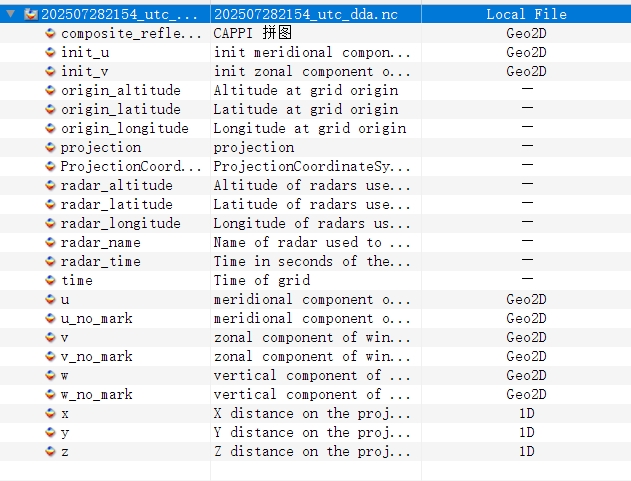 202507282154_utc_... 202507282154_utc_dda.nc Local File
composite_refle... CAPPI 拼图 Geo2D
init_u init meridional compon... Geo2D
init_v init zonal component o... Geo2D
origin_altitude Altitude at grid origin —
origin_latitude Latitude at grid origin —
origin_longitude Longitude at grid origin —
projection projection —
ProjectionCoord... ProjectionCoordinateSy... —
radar_altitude Altitude of radars use... —
radar_latitude Latitude of radars use... —
radar_longitude Longitude of radars us... —
radar_name Name of radar used to ... —
radar_time Time in seconds of the... —
time Time of grid —
u meridional component o... Geo2D
u_no_mark meridional component o... Geo2D
v zonal component of win... Geo2D
v_no_mark zonal component of win... Geo2D
w vertical component of ... Geo2D
w_no_mark vertical component of ... Geo2D
x X distance on the proj... 1D
y Y distance on the proj... 1D
z Z distance on the proj... 1D